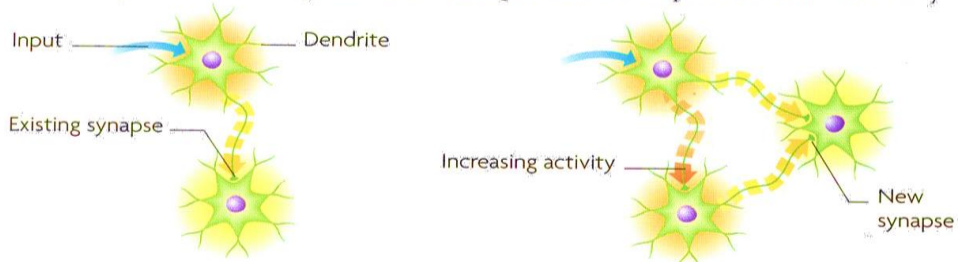 Input
Dendrite
Existing synapse
Increasing activity
New
synapse